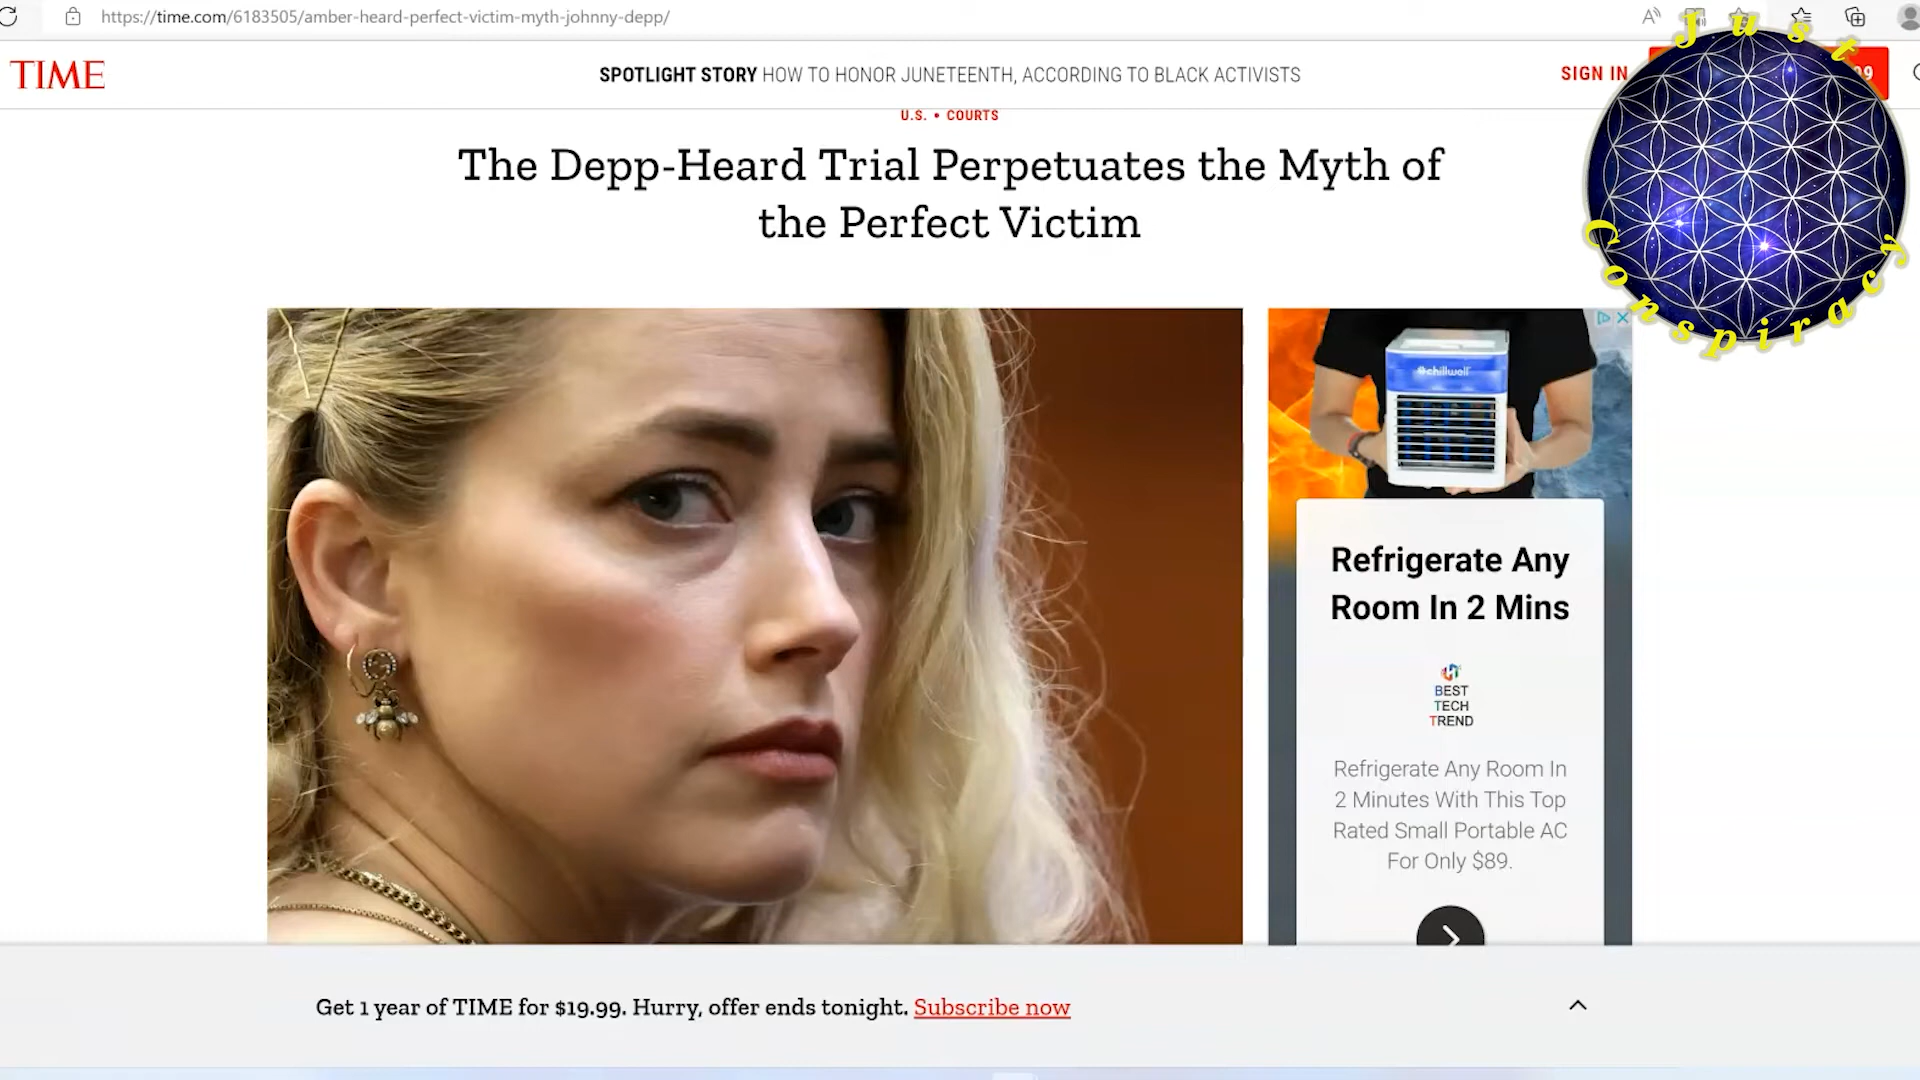 https://time.com/6183505/amber-heard-perfect-victim-myth-johnny-depp/
TIME
SPOTLIGHT STORY HOW TO HONOR JUNETEENTH, ACCORDING TO BLACK ACTIVISTS
SIGN IN
U.S. • COURTS
The Depp-Heard Trial Perpetuates the Myth of
the Perfect Victim
Just
Conspiracy
chillwell
Refrigerate Any
Room In 2 Mins
BEST
TECH
TREND
Refrigerate Any Room In
2 Minutes With This Top
Rated Small Portable AC
For Only $89.
Get 1 year of TIME for $19.99. Hurry, offer ends tonight. Subscribe now